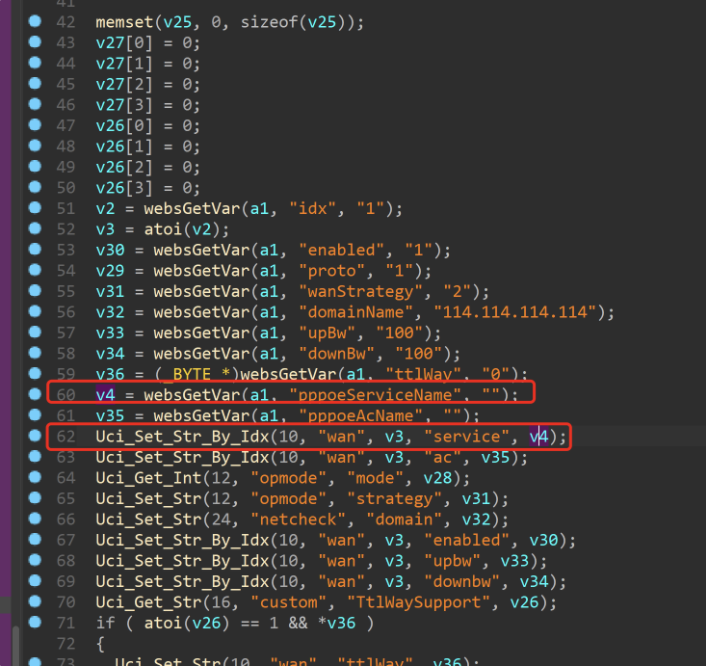 41
42 memset(v25, 0, sizeof(v25));
43 v27[0] = 0;
44 v27[1] = 0;
45 v27[2] = 0;
46 v27[3] = 0;
47 v26[0] = 0;
48 v26[1] = 0;
49 v26[2] = 0;
50 v26[3] = 0;
51 v2 = websGetVar(a1, "idx", "1");
52 v3 = atoi(v2);
53 v30 = websGetVar(a1, "enabled", "1");
54 v29 = websGetVar(a1, "proto", "1");
55 v31 = websGetVar(a1, "wanStrategy", "2");
56 v32 = websGetVar(a1, "domainName", "114.114.114.114");
57 v33 = websGetVar(a1, "upBw", "100");
58 v34 = websGetVar(a1, "downBw", "100");
59 v36 = (_BYTE *)websGetVar(a1, "ttlWay", "0");
60 v4 = websGetVar(a1, "pppoeServiceName", "");
61 v35 = websGetVar(a1, "pppoeAcName", "");
62 Uci_Set_Str_By_Idx(10, "wan", v3, "service", v4);
63 Uci_Set_Str_By_Idx(10, "wan", v3, "ac", v35);
64 Uci_Get_Int(12, "opmode", "mode", v28);
65 Uci_Set_Str(12, "opmode", "strategy", v31);
66 Uci_Set_Str(24, "netcheck", "domain", v32);
67 Uci_Set_Str_By_Idx(10, "wan", v3, "enabled", v30);
68 Uci_Set_Str_By_Idx(10, "wan", v3, "upbw", v33);
69 Uci_Set_Str_By_Idx(10, "wan", v3, "downbw", v34);
70 Uci_Get_Str(16, "custom", "TtlWaySupport", v26);
71 if ( atoi(v26) == 1 && *v36 )
72 {
73 Uci_Set_Str(10, "wan", "ttlWay", v36);